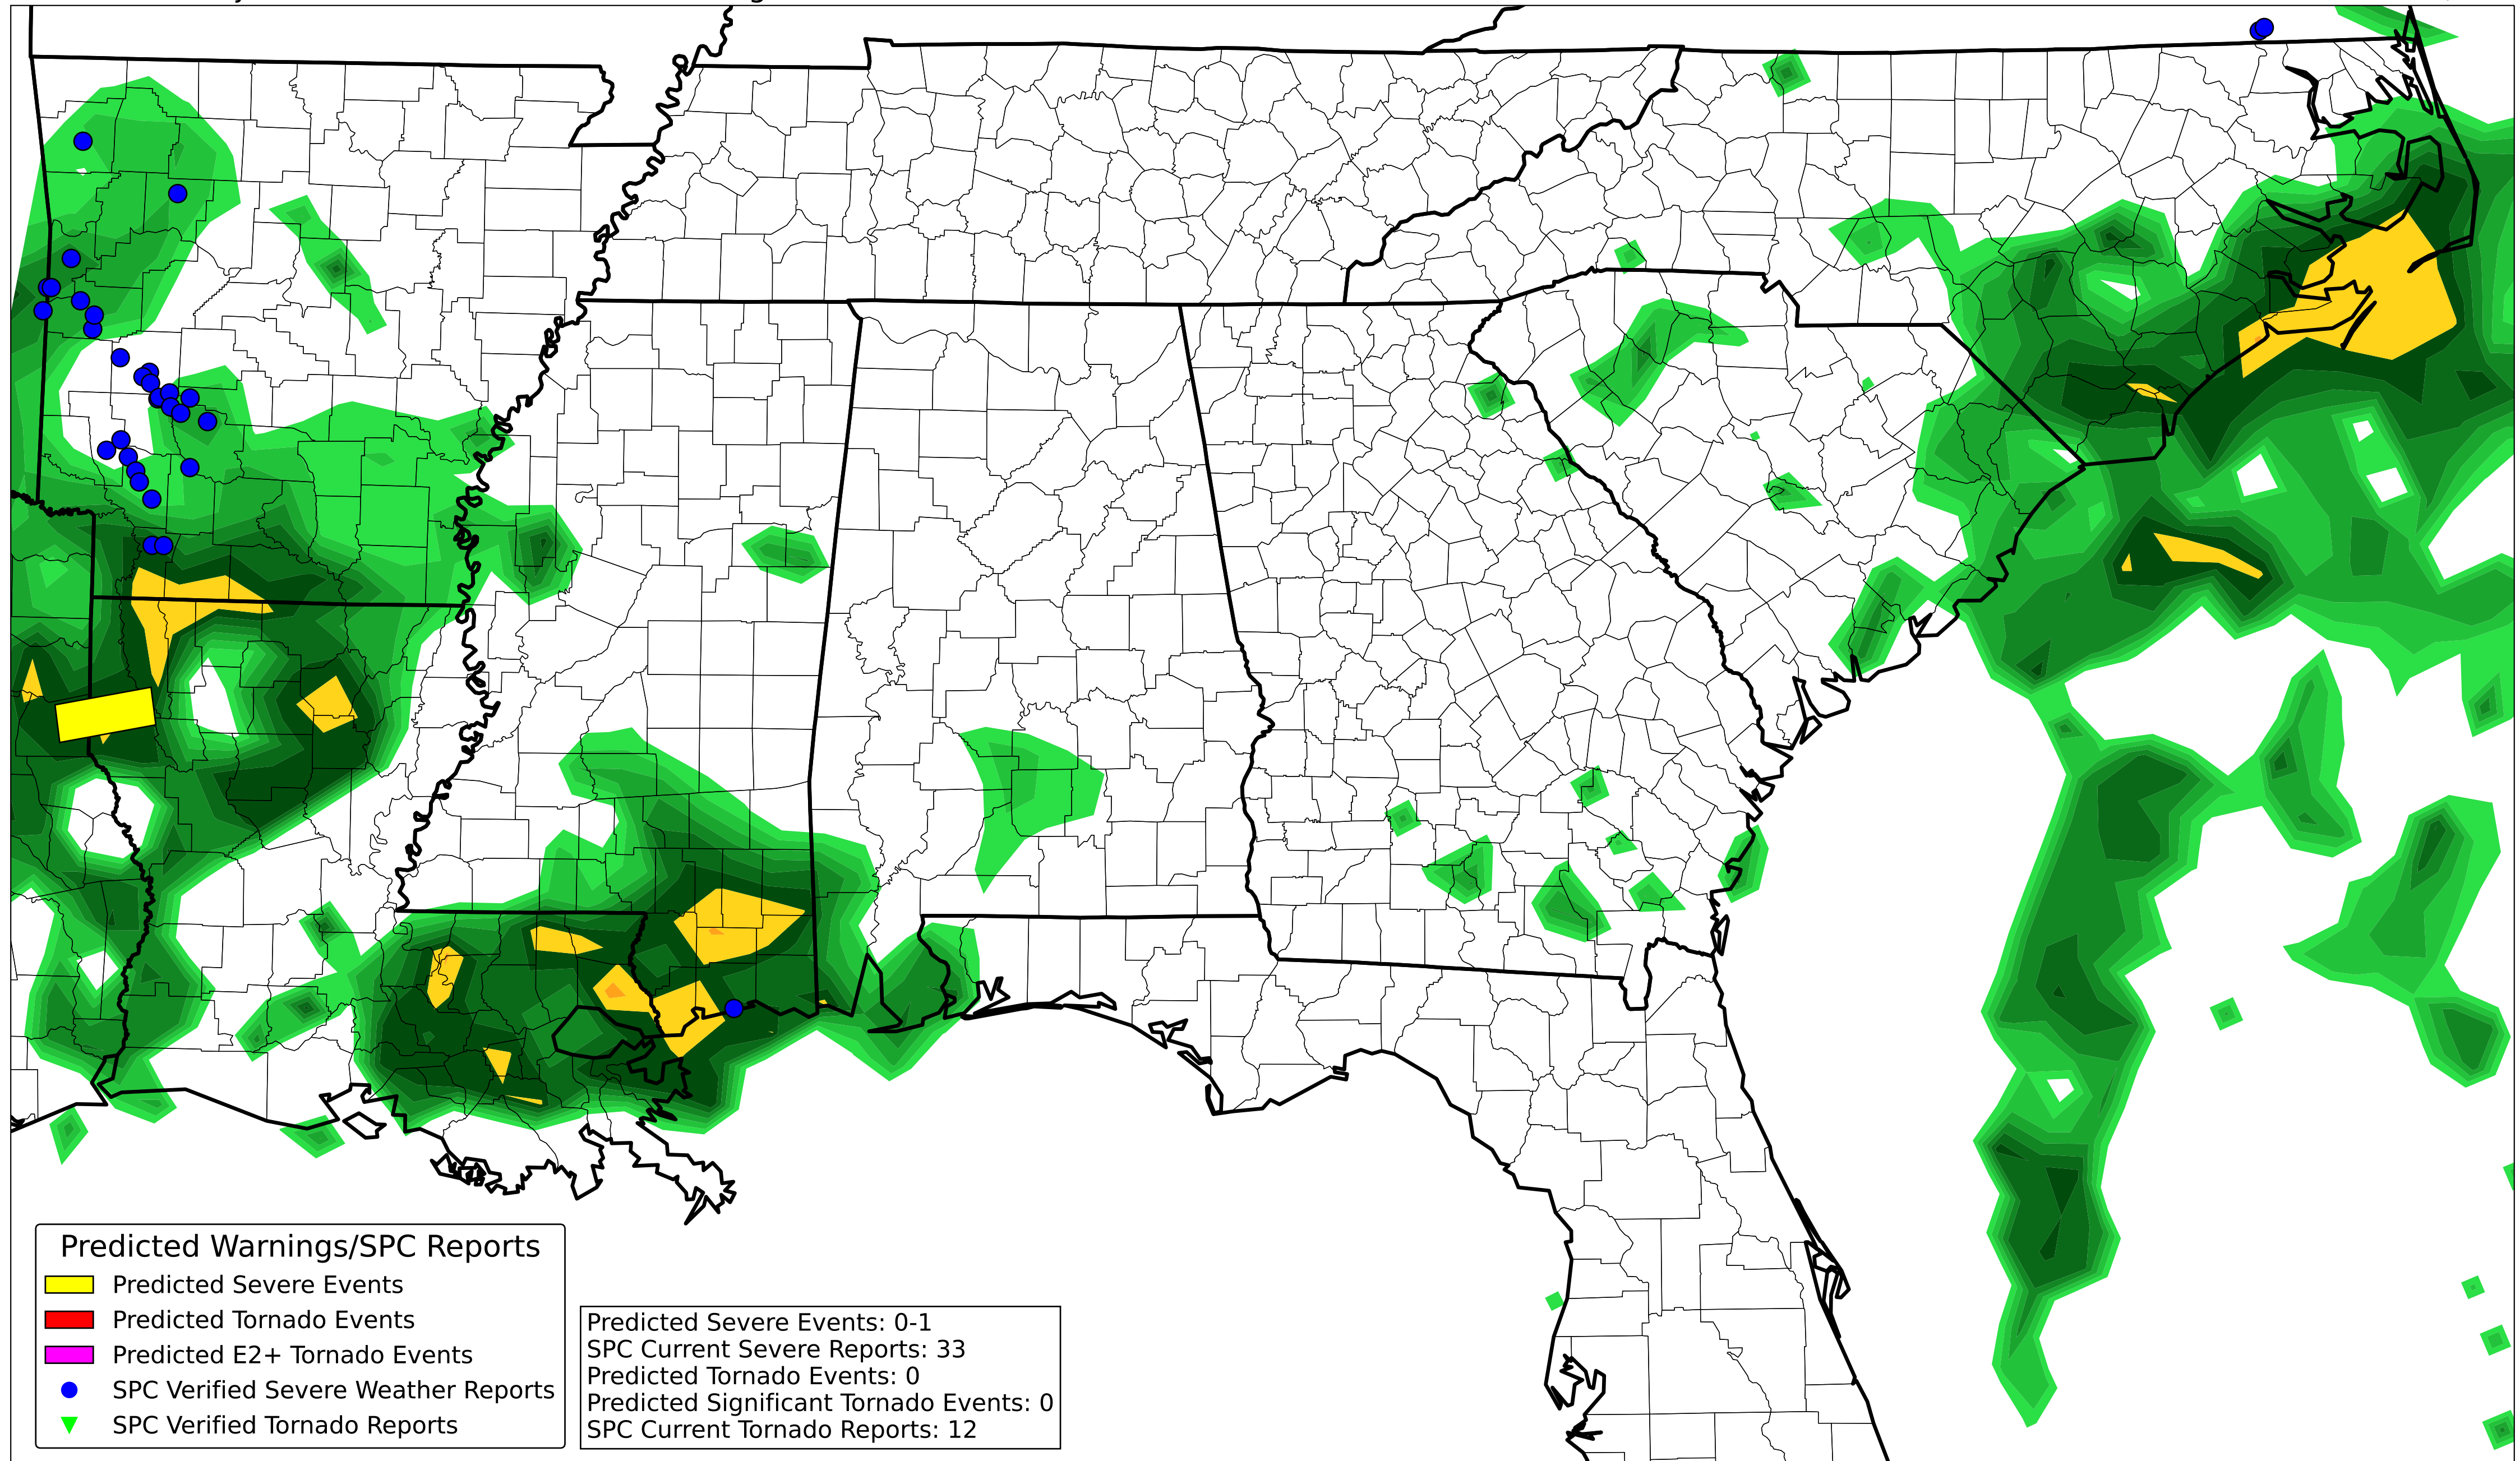 Predicted Warnings/SPC Reports
Predicted Severe Events
Predicted Tornado Events
Predicted E2+ Tornado Events
SPC Verified Severe Weather Reports
SPC Verified Tornado Reports
Predicted Severe Events: 0-1
SPC Current Severe Reports: 33
Predicted Tornado Events: 0
Predicted Significant Tornado Events: 0
SPC Current Tornado Reports: 12